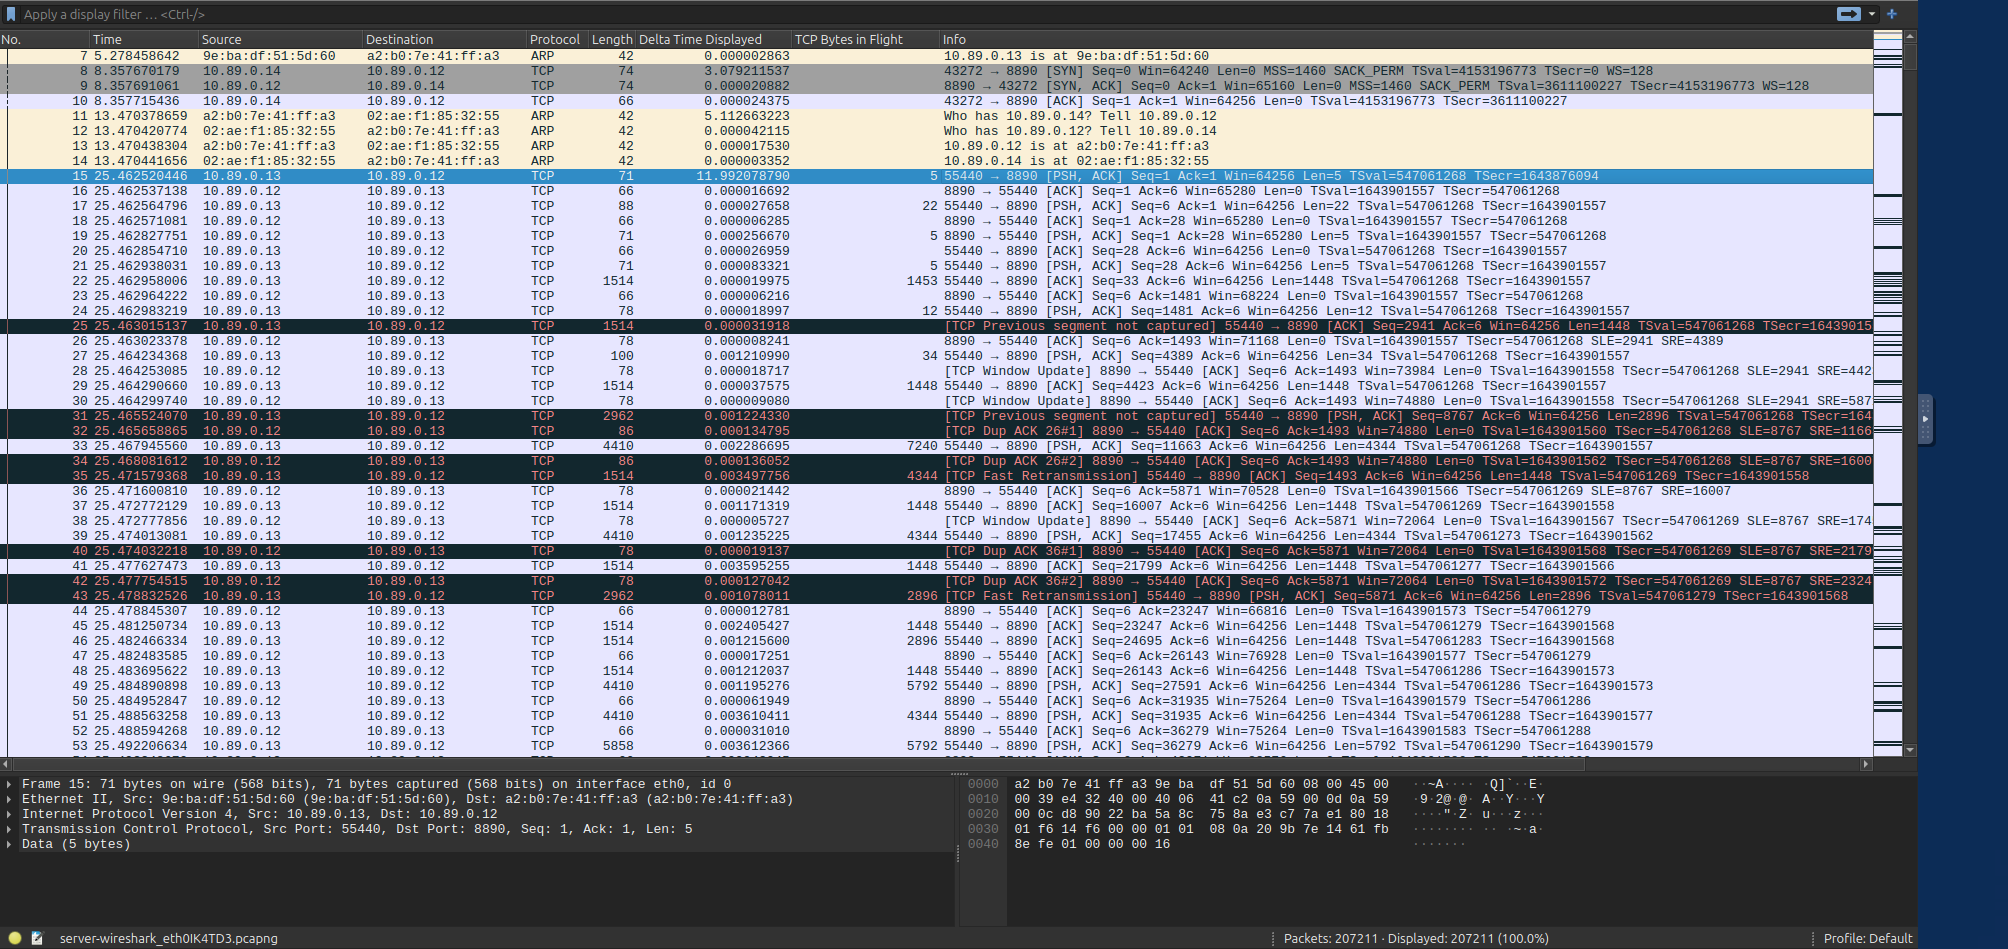 Apply a display filter … <Ctrl-/>
No. Time Source Destination Protocol Length Delta Time Displayed TCP Bytes in Flight Info
7 5.278458642 9e:ba:df:51:5d:60 a2:b0:7e:41:ff:a3 ARP 42 0.000002863 10.89.0.13 is at 9e:ba:df:51:5d:60
8 8.357670179 10.89.0.14 10.89.0.12 TCP 74 3.079211537 43272 → 8890 [SYN] Seq=0 Win=64240 Len=0 MSS=1460 SACK_PERM TSval=4153196773 TSecr=0 WS=128
9 8.357691061 10.89.0.12 10.89.0.14 TCP 74 0.000020882 8890 → 43272 [SYN, ACK] Seq=0 Ack=1 Win=65160 Len=0 MSS=1460 SACK_PERM TSval=3611100227 TSecr=4153196773 WS=128
10 8.357715436 10.89.0.14 10.89.0.12 TCP 66 0.000024375 43272 → 8890 [ACK] Seq=1 Ack=1 Win=64256 Len=0 TSval=4153196773 TSecr=3611100227
11 13.470378659 a2:b0:7e:41:ff:a3 02:ae:f1:85:32:55 ARP 42 5.112663223 Who has 10.89.0.14? Tell 10.89.0.12
12 13.470420774 02:ae:f1:85:32:55 a2:b0:7e:41:ff:a3 ARP 42 0.000042115 Who has 10.89.0.12? Tell 10.89.0.14
13 13.470438304 a2:b0:7e:41:ff:a3 02:ae:f1:85:32:55 ARP 42 0.000017530 10.89.0.12 is at a2:b0:7e:41:ff:a3
14 13.470441656 02:ae:f1:85:32:55 a2:b0:7e:41:ff:a3 ARP 42 0.000003352 10.89.0.14 is at 02:ae:f1:85:32:55
15 25.462520446 10.89.0.13 10.89.0.12 TCP 71 11.992078790 5 55440 → 8890 [PSH, ACK] Seq=1 Ack=1 Win=64256 Len=5 TSval=547061268 TSecr=1643876094
16 25.462537138 10.89.0.12 10.89.0.13 TCP 66 0.000016692 8890 → 55440 [ACK] Seq=1 Ack=6 Win=65280 Len=0 TSval=1643901557 TSecr=547061268
17 25.462564796 10.89.0.13 10.89.0.12 TCP 88 0.000027658 22 55440 → 8890 [PSH, ACK] Seq=6 Ack=1 Win=64256 Len=22 TSval=547061268 TSecr=1643901557
18 25.462571081 10.89.0.12 10.89.0.13 TCP 66 0.000006285 8890 → 55440 [ACK] Seq=1 Ack=28 Win=65280 Len=0 TSval=1643901557 TSecr=547061268
19 25.462827751 10.89.0.12 10.89.0.13 TCP 71 0.000256670 5 8890 → 55440 [PSH, ACK] Seq=1 Ack=28 Win=65280 Len=5 TSval=1643901557 TSecr=547061268
20 25.462854710 10.89.0.13 10.89.0.12 TCP 66 0.000026959 55440 → 8890 [ACK] Seq=28 Ack=6 Win=64256 Len=0 TSval=547061268 TSecr=1643901557
21 25.462938031 10.89.0.13 10.89.0.12 TCP 71 0.000083321 5 55440 → 8890 [PSH, ACK] Seq=28 Ack=6 Win=64256 Len=5 TSval=547061268 TSecr=1643901557
22 25.462958006 10.89.0.13 10.89.0.12 TCP 1514 0.000019975 1453 55440 → 8890 [ACK] Seq=33 Ack=6 Win=64256 Len=1448 TSval=547061268 TSecr=1643901557
23 25.462964222 10.89.0.12 10.89.0.13 TCP 66 0.000006216 8890 → 55440 [ACK] Seq=6 Ack=1481 Win=68224 Len=0 TSval=1643901557 TSecr=547061268
24 25.462983219 10.89.0.13 10.89.0.12 TCP 78 0.000018997 12 55440 → 8890 [PSH, ACK] Seq=1481 Ack=6 Win=64256 Len=12 TSval=547061268 TSecr=1643901557
25 25.463015137 10.89.0.13 10.89.0.12 TCP 1514 0.000031918 [TCP Previous segment not captured] 55440 → 8890 [ACK] Seq=2941 Ack=6 Win=64256 Len=1448 TSval=547061268 TSecr=16439015
26 25.463023378 10.89.0.12 10.89.0.13 TCP 78 0.000008241 8890 → 55440 [ACK] Seq=6 Ack=1493 Win=71168 Len=0 TSval=1643901557 TSecr=547061268 SLE=2941 SRE=4389
27 25.464234368 10.89.0.13 10.89.0.12 TCP 100 0.001210990 34 55440 → 8890 [PSH, ACK] Seq=4389 Ack=6 Win=64256 Len=34 TSval=547061268 TSecr=1643901557
28 25.464253085 10.89.0.12 10.89.0.13 TCP 78 0.000018717 [TCP Window Update] 8890 → 55440 [ACK] Seq=6 Ack=1493 Win=73984 Len=0 TSval=1643901558 TSecr=547061268 SLE=2941 SRE=442
29 25.464290660 10.89.0.13 10.89.0.12 TCP 1514 0.000037575 1448 55440 → 8890 [ACK] Seq=4423 Ack=6 Win=64256 Len=1448 TSval=547061268 TSecr=1643901557
30 25.464299740 10.89.0.12 10.89.0.13 TCP 78 0.000009080 [TCP Window Update] 8890 → 55440 [ACK] Seq=6 Ack=1493 Win=74880 Len=0 TSval=1643901558 TSecr=547061268 SLE=2941 SRE=587
31 25.465524070 10.89.0.13 10.89.0.12 TCP 2962 0.001224330 [TCP Previous segment not captured] 55440 → 8890 [PSH, ACK] Seq=8767 Ack=6 Win=64256 Len=2896 TSval=547061268 TSecr=164
32 25.465658865 10.89.0.12 10.89.0.13 TCP 86 0.000134795 [TCP Dup ACK 26#1] 8890 → 55440 [ACK] Seq=6 Ack=1493 Win=74880 Len=0 TSval=1643901560 TSecr=547061268 SLE=8767 SRE=1166
33 25.467945560 10.89.0.13 10.89.0.12 TCP 4410 0.002286695 7240 55440 → 8890 [PSH, ACK] Seq=11663 Ack=6 Win=64256 Len=4344 TSval=547061268 TSecr=1643901557
34 25.468081612 10.89.0.12 10.89.0.13 TCP 86 0.000136052 [TCP Dup ACK 26#2] 8890 → 55440 [ACK] Seq=6 Ack=1493 Win=74880 Len=0 TSval=1643901562 TSecr=547061268 SLE=8767 SRE=1600
35 25.471579368 10.89.0.13 10.89.0.12 TCP 1514 0.003497756 4344 [TCP Fast Retransmission] 55440 → 8890 [ACK] Seq=1493 Ack=6 Win=64256 Len=1448 TSval=547061269 TSecr=1643901558
36 25.471600810 10.89.0.12 10.89.0.13 TCP 78 0.000021442 8890 → 55440 [ACK] Seq=6 Ack=5871 Win=70528 Len=0 TSval=1643901566 TSecr=547061269 SLE=8767 SRE=16007
37 25.472772129 10.89.0.13 10.89.0.12 TCP 1514 0.001171319 1448 55440 → 8890 [ACK] Seq=16007 Ack=6 Win=64256 Len=1448 TSval=547061269 TSecr=1643901558
38 25.472777856 10.89.0.12 10.89.0.13 TCP 78 0.000005727 [TCP Window Update] 8890 → 55440 [ACK] Seq=6 Ack=5871 Win=72064 Len=0 TSval=1643901567 TSecr=547061269 SLE=8767 SRE=174
39 25.474013081 10.89.0.13 10.89.0.12 TCP 4410 0.001235225 4344 55440 → 8890 [PSH, ACK] Seq=17455 Ack=6 Win=64256 Len=4344 TSval=547061273 TSecr=1643901562
40 25.474032218 10.89.0.12 10.89.0.13 TCP 78 0.000019137 [TCP Dup ACK 36#1] 8890 → 55440 [ACK] Seq=6 Ack=5871 Win=72064 Len=0 TSval=1643901568 TSecr=547061269 SLE=8767 SRE=2179
41 25.477627473 10.89.0.13 10.89.0.12 TCP 1514 0.003595255 1448 55440 → 8890 [ACK] Seq=21799 Ack=6 Win=64256 Len=1448 TSval=547061277 TSecr=1643901566
42 25.477754515 10.89.0.12 10.89.0.13 TCP 78 0.000127042 [TCP Dup ACK 36#2] 8890 → 55440 [ACK] Seq=6 Ack=5871 Win=72064 Len=0 TSval=1643901572 TSecr=547061269 SLE=8767 SRE=2324
43 25.478832526 10.89.0.13 10.89.0.12 TCP 2962 0.001078011 2896 [TCP Fast Retransmission] 55440 → 8890 [PSH, ACK] Seq=5871 Ack=6 Win=64256 Len=2896 TSval=547061279 TSecr=1643901568
44 25.478845307 10.89.0.12 10.89.0.13 TCP 66 0.000012781 8890 → 55440 [ACK] Seq=6 Ack=23247 Win=66816 Len=0 TSval=1643901573 TSecr=547061279
45 25.481250734 10.89.0.13 10.89.0.12 TCP 1514 0.002405427 1448 55440 → 8890 [ACK] Seq=23247 Ack=6 Win=64256 Len=1448 TSval=547061279 TSecr=1643901568
46 25.482466334 10.89.0.13 10.89.0.12 TCP 1514 0.001215600 2896 55440 → 8890 [ACK] Seq=24695 Ack=6 Win=64256 Len=1448 TSval=547061283 TSecr=1643901568
47 25.482483585 10.89.0.12 10.89.0.13 TCP 66 0.000017251 8890 → 55440 [ACK] Seq=6 Ack=26143 Win=76928 Len=0 TSval=1643901577 TSecr=547061279
48 25.483695622 10.89.0.13 10.89.0.12 TCP 1514 0.001212037 1448 55440 → 8890 [ACK] Seq=26143 Ack=6 Win=64256 Len=1448 TSval=547061286 TSecr=1643901573
49 25.484890898 10.89.0.13 10.89.0.12 TCP 4410 0.001195276 5792 55440 → 8890 [PSH, ACK] Seq=27591 Ack=6 Win=64256 Len=4344 TSval=547061286 TSecr=1643901573
50 25.484952847 10.89.0.12 10.89.0.13 TCP 66 0.000061949 8890 → 55440 [ACK] Seq=6 Ack=31935 Win=75264 Len=0 TSval=1643901579 TSecr=547061286
51 25.488563258 10.89.0.13 10.89.0.12 TCP 4410 0.003610411 4344 55440 → 8890 [PSH, ACK] Seq=31935 Ack=6 Win=64256 Len=4344 TSval=547061288 TSecr=1643901577
52 25.488594268 10.89.0.12 10.89.0.13 TCP 66 0.000031010 8890 → 55440 [ACK] Seq=6 Ack=36279 Win=75264 Len=0 TSval=1643901583 TSecr=547061288
53 25.492206634 10.89.0.13 10.89.0.12 TCP 5858 0.003612366 5792 55440 → 8890 [PSH, ACK] Seq=36279 Ack=6 Win=64256 Len=5792 TSval=547061290 TSecr=1643901579
Frame 15: 71 bytes on wire (568 bits), 71 bytes captured (568 bits) on interface eth0, id 0
Ethernet II, Src: 9e:ba:df:51:5d:60 (9e:ba:df:51:5d:60), Dst: a2:b0:7e:41:ff:a3 (a2:b0:7e:41:ff:a3)
Internet Protocol Version 4, Src: 10.89.0.13, Dst: 10.89.0.12
Transmission Control Protocol, Src Port: 55440, Dst Port: 8890, Seq: 1, Ack: 1, Len: 5
Data (5 bytes)
0000 a2 b0 7e 41 ff a3 9e ba df 51 5d 60 08 00 45 00 ··~A···· ·Q]`··E·
0010 00 39 e4 32 40 00 40 06 41 c2 0a 59 00 0d 0a 59 ·9·2@·@· A··Y···Y
0020 00 0c d8 90 22 ba 5a 8c 75 8a e3 c7 7a e1 80 18 ····"·Z· u···z···
0030 01 f6 14 f6 00 00 01 01 08 0a 20 9b 7e 14 61 fb ········ ·· ·~·a·
0040 8e fe 01 00 00 00 16 ·······
server-wireshark_eth0IK4TD3.pcapng
Packets: 207211 · Displayed: 207211 (100.0%)
Profile: Default